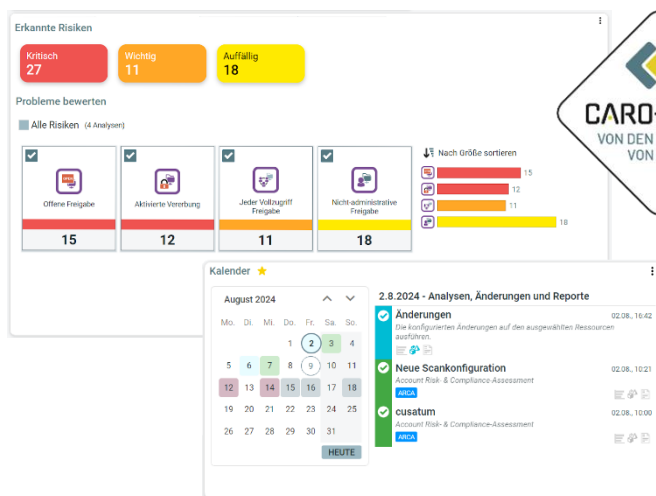 Erkannte Risiken
Kritisch
27
Wichtig
11
Auffällig
18
Probleme bewerten
Alle Risiken (4 Analysen)
Offene Freigabe
15
Aktivierte Vererbung
12
Jeder Vollzugriff
Freigabe
11
Nicht-administrative
Freigabe
18
Nach Größe sortieren
15
12
11
18
CARO
VON DEN
VON
Kalender
August 2024
Mo. Di. Mi. Do. Fr. Sa. So.
1 2 3 4
5 6 7 8 9 10 11
12 13 14 15 16 17 18
19 20 21 22 23 24 25
26 27 28 29 30 31
HEUTE
2.8.2024 - Analysen, Änderungen und Reporte
Änderungen 02.08., 16:42
Die konfigurierten Änderungen auf den ausgewählten Ressourcen
ausführen.
Neue Scankonfiguration 02.08., 10:21
Account Risk- & Compliance-Assessment
ARCA
cusatum 02.08., 10:00
Account Risk- & Compliance-Assessment
ARCA